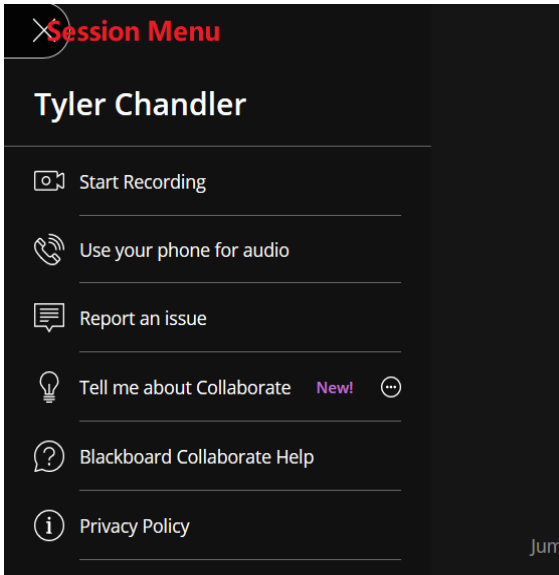 Session Menu
Tyler Chandler
Start Recording
Use your phone for audio
Report an issue
Tell me about Collaborate New!
Blackboard Collaborate Help
Privacy Policy